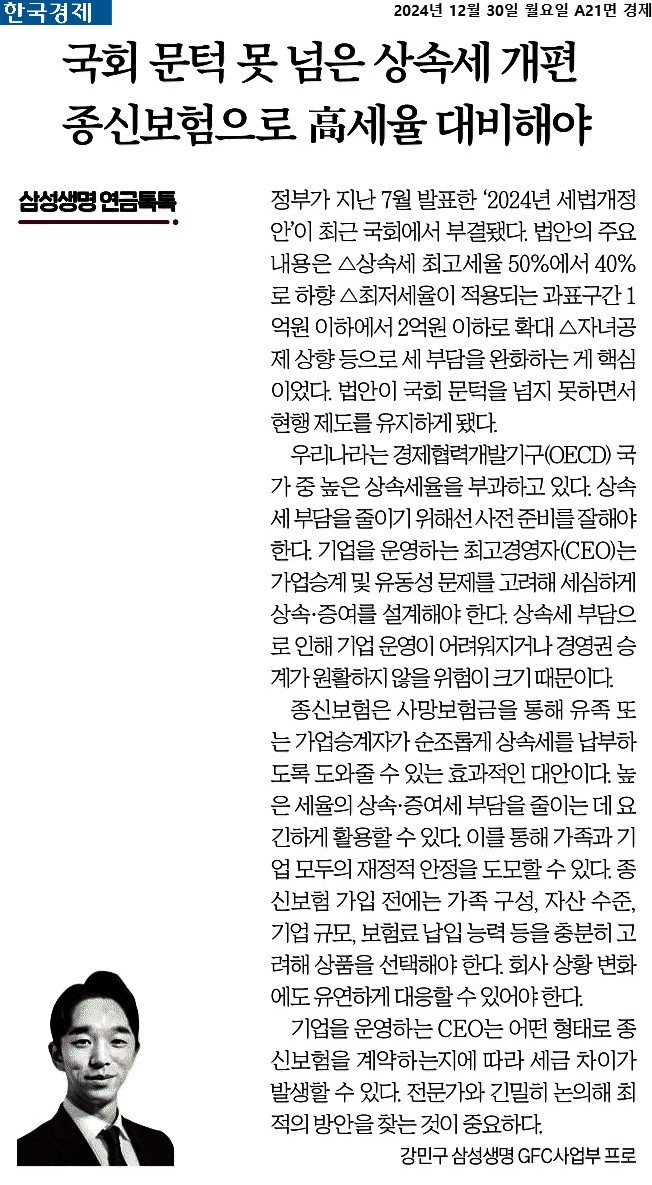 한국경제
2024년 12월 30일 월요일 A21면 경제
국회 문턱 못 넘은 상속세 개편
종신보험으로 高세율 대비해야
삼성생명 연금톡톡
정부가 지난 7월 발표한 ‘2024년 세법개정
안’이 최근 국회에서 부결됐다. 법안의 주요
내용은 △상속세 최고세율 50%에서 40%
로 하향 △최저세율이 적용되는 과표구간 1
억원 이하에서 2억원 이하로 확대 △자녀공
제 상향 등으로 세 부담을 완화하는 게 핵심
이었다. 법안이 국회 문턱을 넘지 못하면서
현행 제도를 유지하게 됐다.
우리나라는 경제협력개발기구(OECD) 국
가 중 높은 상속세율을 부과하고 있다. 상속
세 부담을 줄이기 위해선 사전 준비를 잘해야
한다. 기업을 운영하는 최고경영자(CEO)는
가업승계 및 유동성 문제를 고려해 세심하게
상속·증여를 설계해야 한다. 상속세 부담으
로 인해 기업 운영이 어려워지거나 경영권 승
계가 원활하지 않을 위험이 크기 때문이다.
종신보험은 사망보험금을 통해 유족 또
는 가업승계자가 순조롭게 상속세를 납부하
도록 도와줄 수 있는 효과적인 대안이다. 높
은 세율의 상속·증여세 부담을 줄이는 데 요
긴하게 활용할 수 있다. 이를 통해 가족과 기
업 모두의 재정적 안정을 도모할 수 있다. 종
신보험 가입 전에는 가족 구성, 자산 수준,
기업 규모, 보험료 납입 능력 등을 충분히 고
려해 상품을 선택해야 한다. 회사 상황 변화
에도 유연하게 대응할 수 있어야 한다.
기업을 운영하는 CEO는 어떤 형태로 종
신보험을 계약하는지에 따라 세금 차이가
발생할 수 있다. 전문가와 긴밀히 논의해 최
적의 방안을 찾는 것이 중요하다.
강민구 삼성생명 GFC사업부 프로